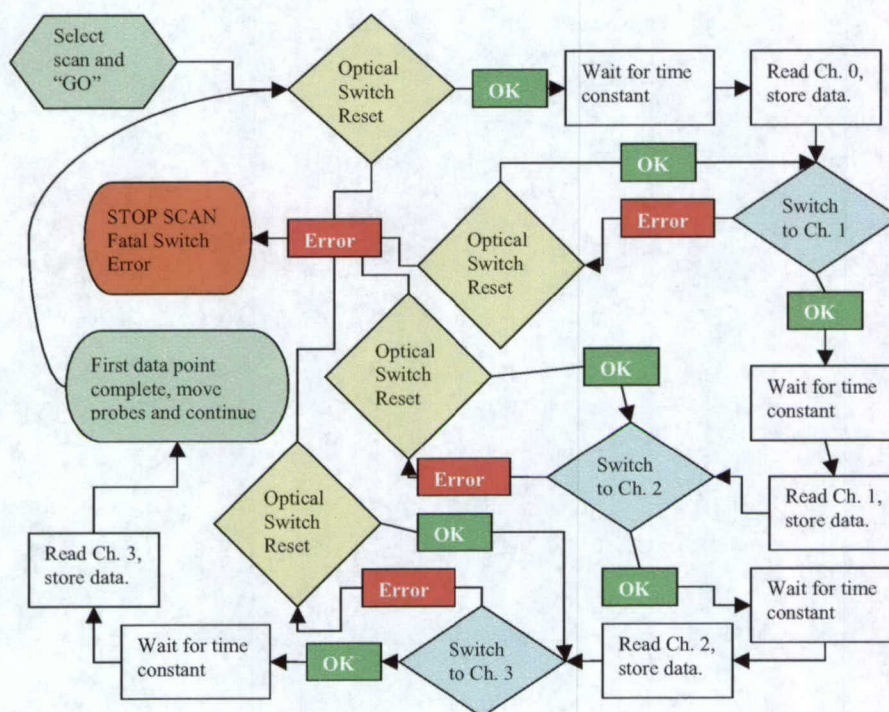 Select
scan and
“GO”
Optical
Switch
Reset
OK
Wait for time
constant
Read Ch. 0,
store data.
OK
STOP SCAN
Fatal Switch
Error
Error
Optical
Switch
Reset
Error
Switch
to Ch. 1
OK
First data point
complete, move
probes and continue
Optical
Switch
Reset
OK
Wait for time
constant
Optical
Switch
Reset
Error
Switch
to Ch. 2
Read Ch. 1,
store data.
OK
Read Ch. 3,
store data.
Error
OK
Wait for time
constant
Wait for time
constant
OK
Switch
to Ch. 3
Read Ch. 2,
store data.